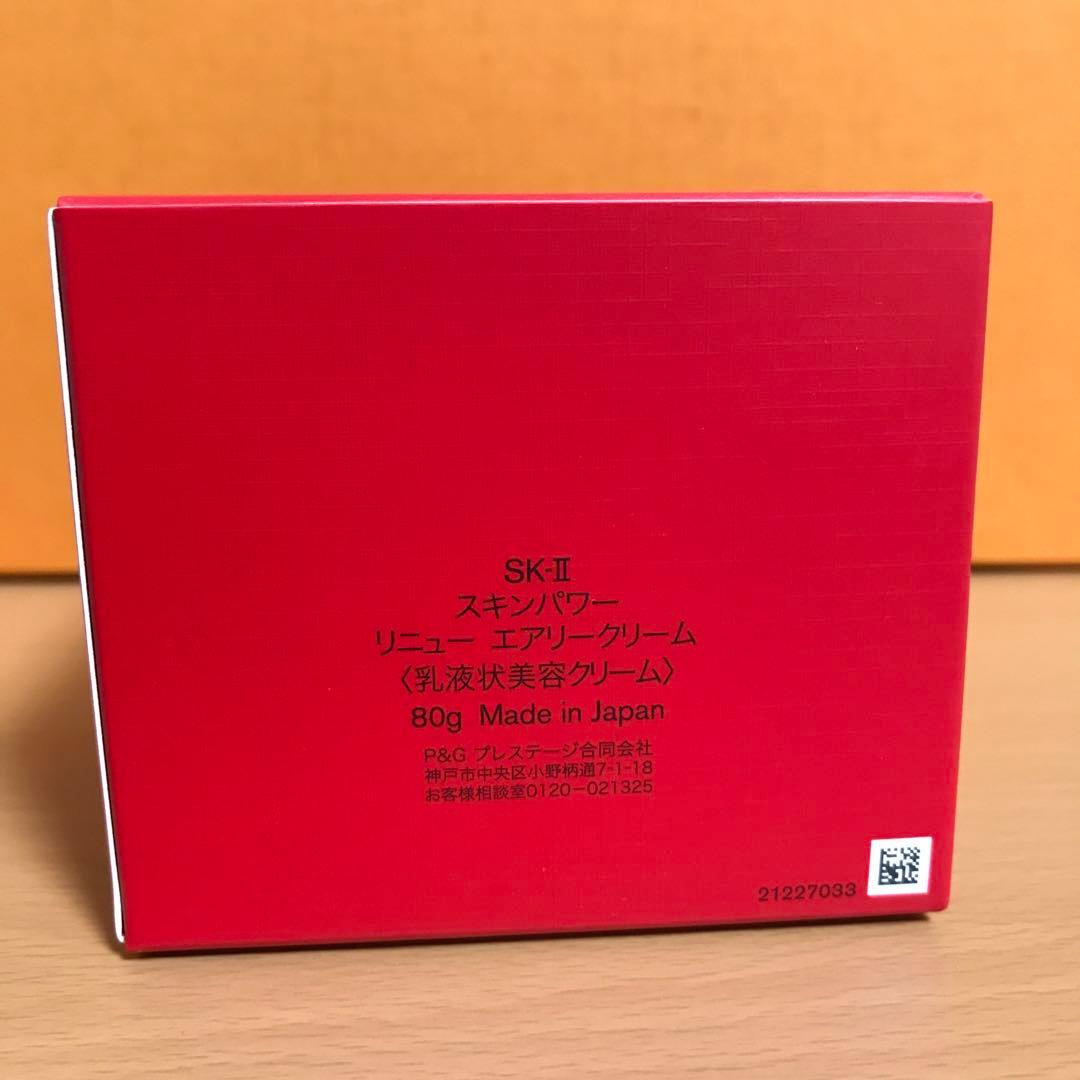 SK-Ⅱ
スキンパワー
リニュー エアリークリーム
〈乳液状美容クリーム〉
80g Made in Japan
P&G プレステージ合同会社
神戸市中央区小野柄通7-1-18
お客様相談室0120-021325
21227033